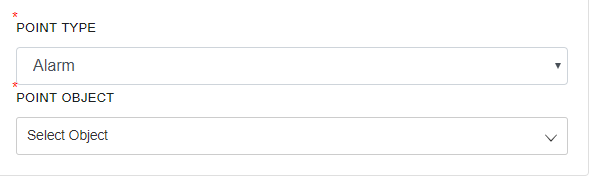 *
POINT TYPE
Alarm
*
POINT OBJECT
Select Object